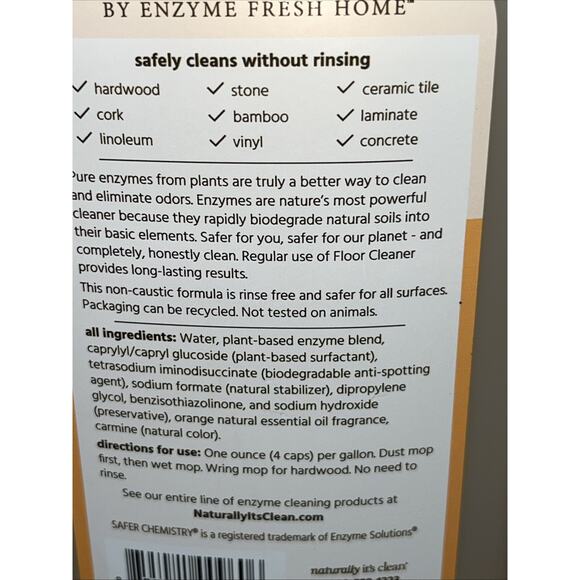 BY ENZYME FRESH HOME™
safely cleans without rinsing
✓ hardwood ✓ stone ✓ ceramic tile
✓ cork ✓ bamboo ✓ laminate
✓ linoleum ✓ vinyl ✓ concrete
Pure enzymes from plants are truly a better way to clean
and eliminate odors. Enzymes are nature's most powerful
cleaner because they rapidly biodegrade natural soils into
their basic elements. Safer for you, safer for our planet - and
completely, honestly clean. Regular use of Floor Cleaner
provides long-lasting results.
This non-caustic formula is rinse free and safer for all surfaces.
Packaging can be recycled. Not tested on animals.
all ingredients: Water, plant-based enzyme blend,
caprylyl/capryl glucoside (plant-based surfactant),
tetrasodium iminodisuccinate (biodegradable anti-spotting
agent), sodium formate (natural stabilizer), dipropylene
glycol, benzisothiazolinone, and sodium hydroxide
(preservative), orange natural essential oil fragrance,
carmine (natural color).
directions for use: One ounce (4 caps) per gallon. Dust mop
first, then wet mop. Wring mop for hardwood. No need to
rinse.
See our entire line of enzyme cleaning products at
NaturallyItsClean.com
SAFER CHEMISTRY® is a registered trademark of Enzyme Solutions®
naturally it's clean®